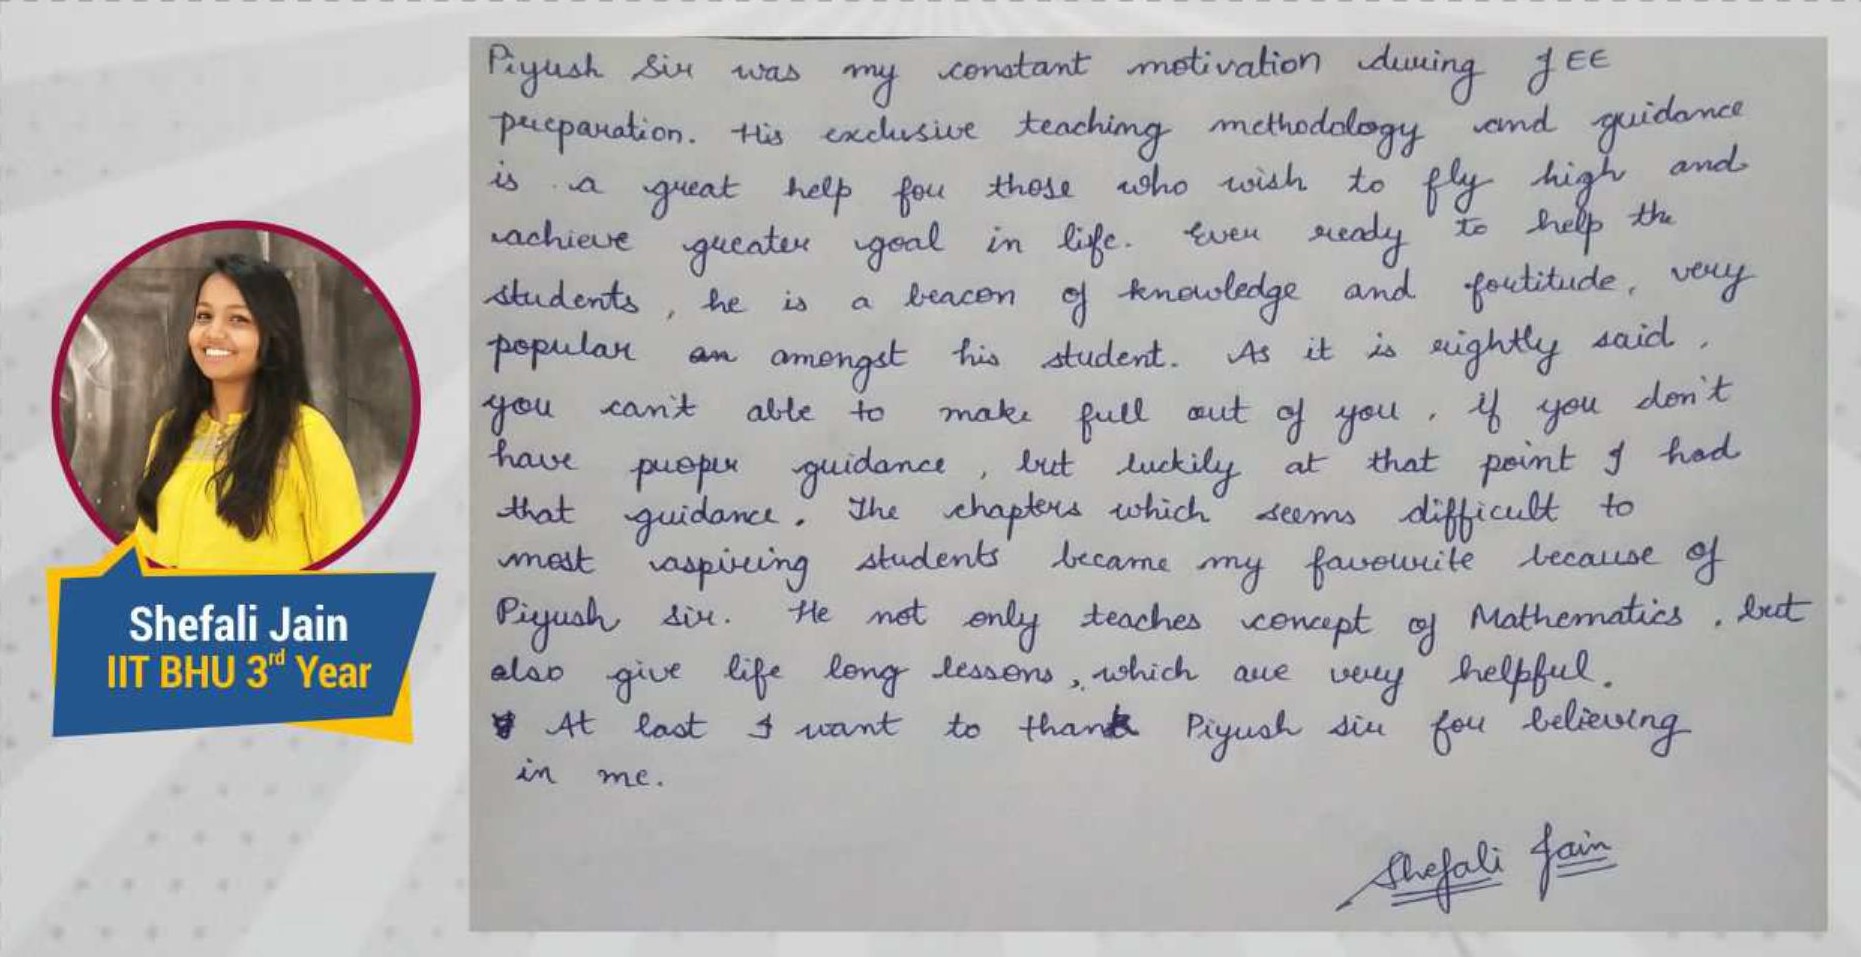 Piyush Sir was my constant motivation during JEE
preparation. His exclusive teaching methodology and guidance
is a great help for those who wish to fly high and
achieve greater goal in life. Ever ready to help the
students, he is a beacon of knowledge and fortitude, very
popular an amongst his student. As it is rightly said,
you can't able to make full out of you, if you don't
have proper guidance, but luckily at that point I had
that guidance. The chapters which seems difficult to
most aspiring students became my favourite because of
Piyush sir. He not only teaches concept of Mathematics, but
also give life long lessons, which are very helpful.
At last I want to thank Piyush sir for believing
in me.
Shefali Jain
Shefali Jain
IIT BHU 3rd Year